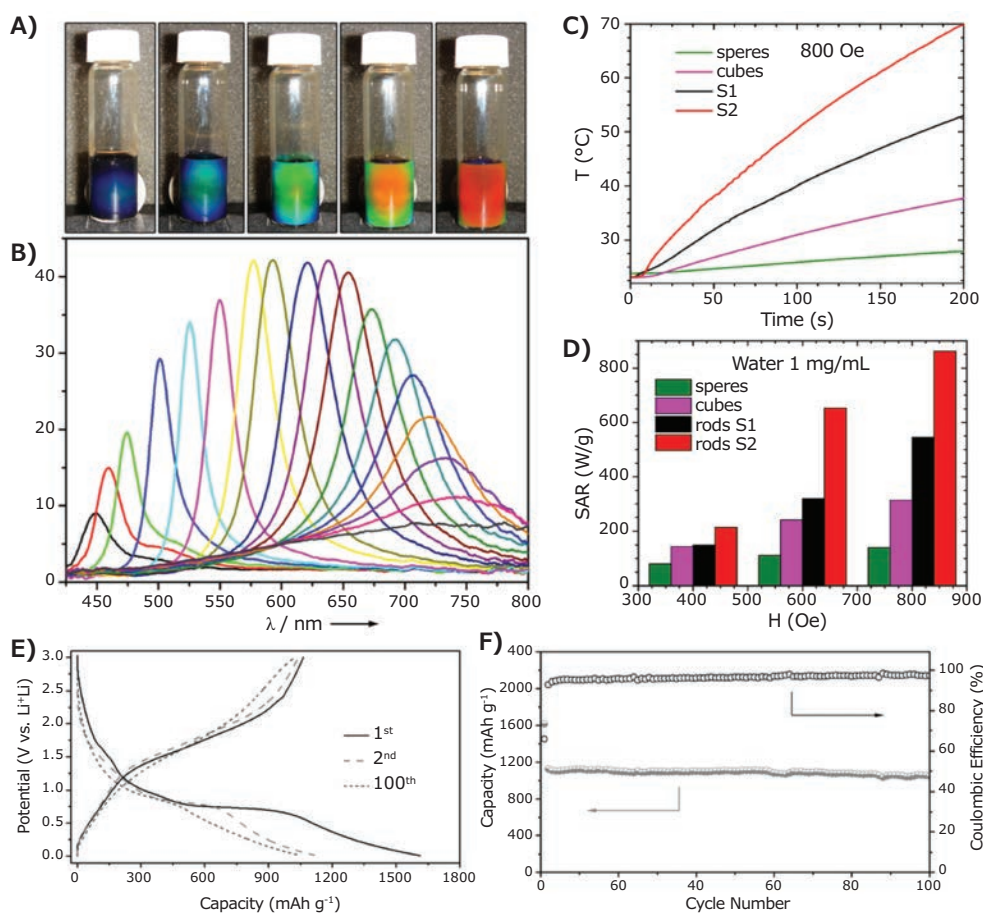 A)
B)
40
30
20
10
0
450
500
550
600
650
700
750
800
λ / nm
C)
70
60
50
40
30
T (°C)
speres
cubes
S1
S2
800 Oe
0
50
100
150
200
Time (s)
D)
Water 1 mg/mL
800
600
400
200
0
SAR (W/g)
speres
cubes
rods S1
rods S2
300
400
500
600
700
800
900
H (Oe)
E)
Potential (V vs. Li⁺Li)
3.0
2.5
2.0
1.5
1.0
0.5
0.0
1st
2nd
100th
0
300
600
900
1200
1500
1800
Capacity (mAh g⁻¹)
F)
Capacity (mAh g⁻¹)
400
2000
1600
1200
1000
800
400
0
100
80
60
40
20
0
Coulombic Efficiency (%)
0
20
60
40
60
80
100
Cycle Number